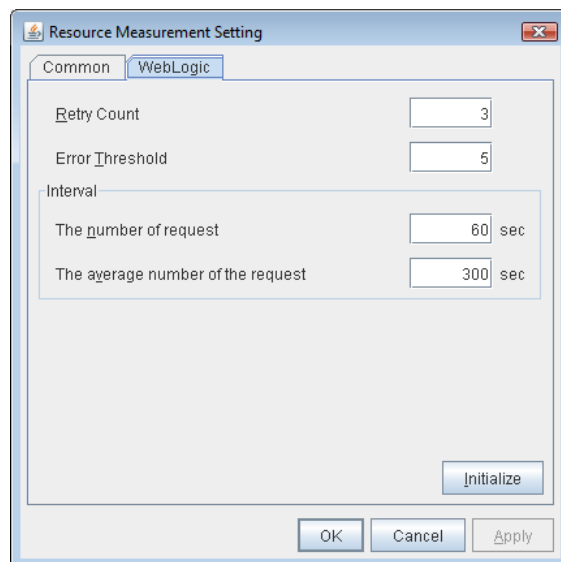 Resource Measurement Setting
Common WebLogic
Retry Count 3
Error Threshold 5
Interval
The number of request 60 sec
The average number of the request 300 sec
Initialize
OK Cancel Apply